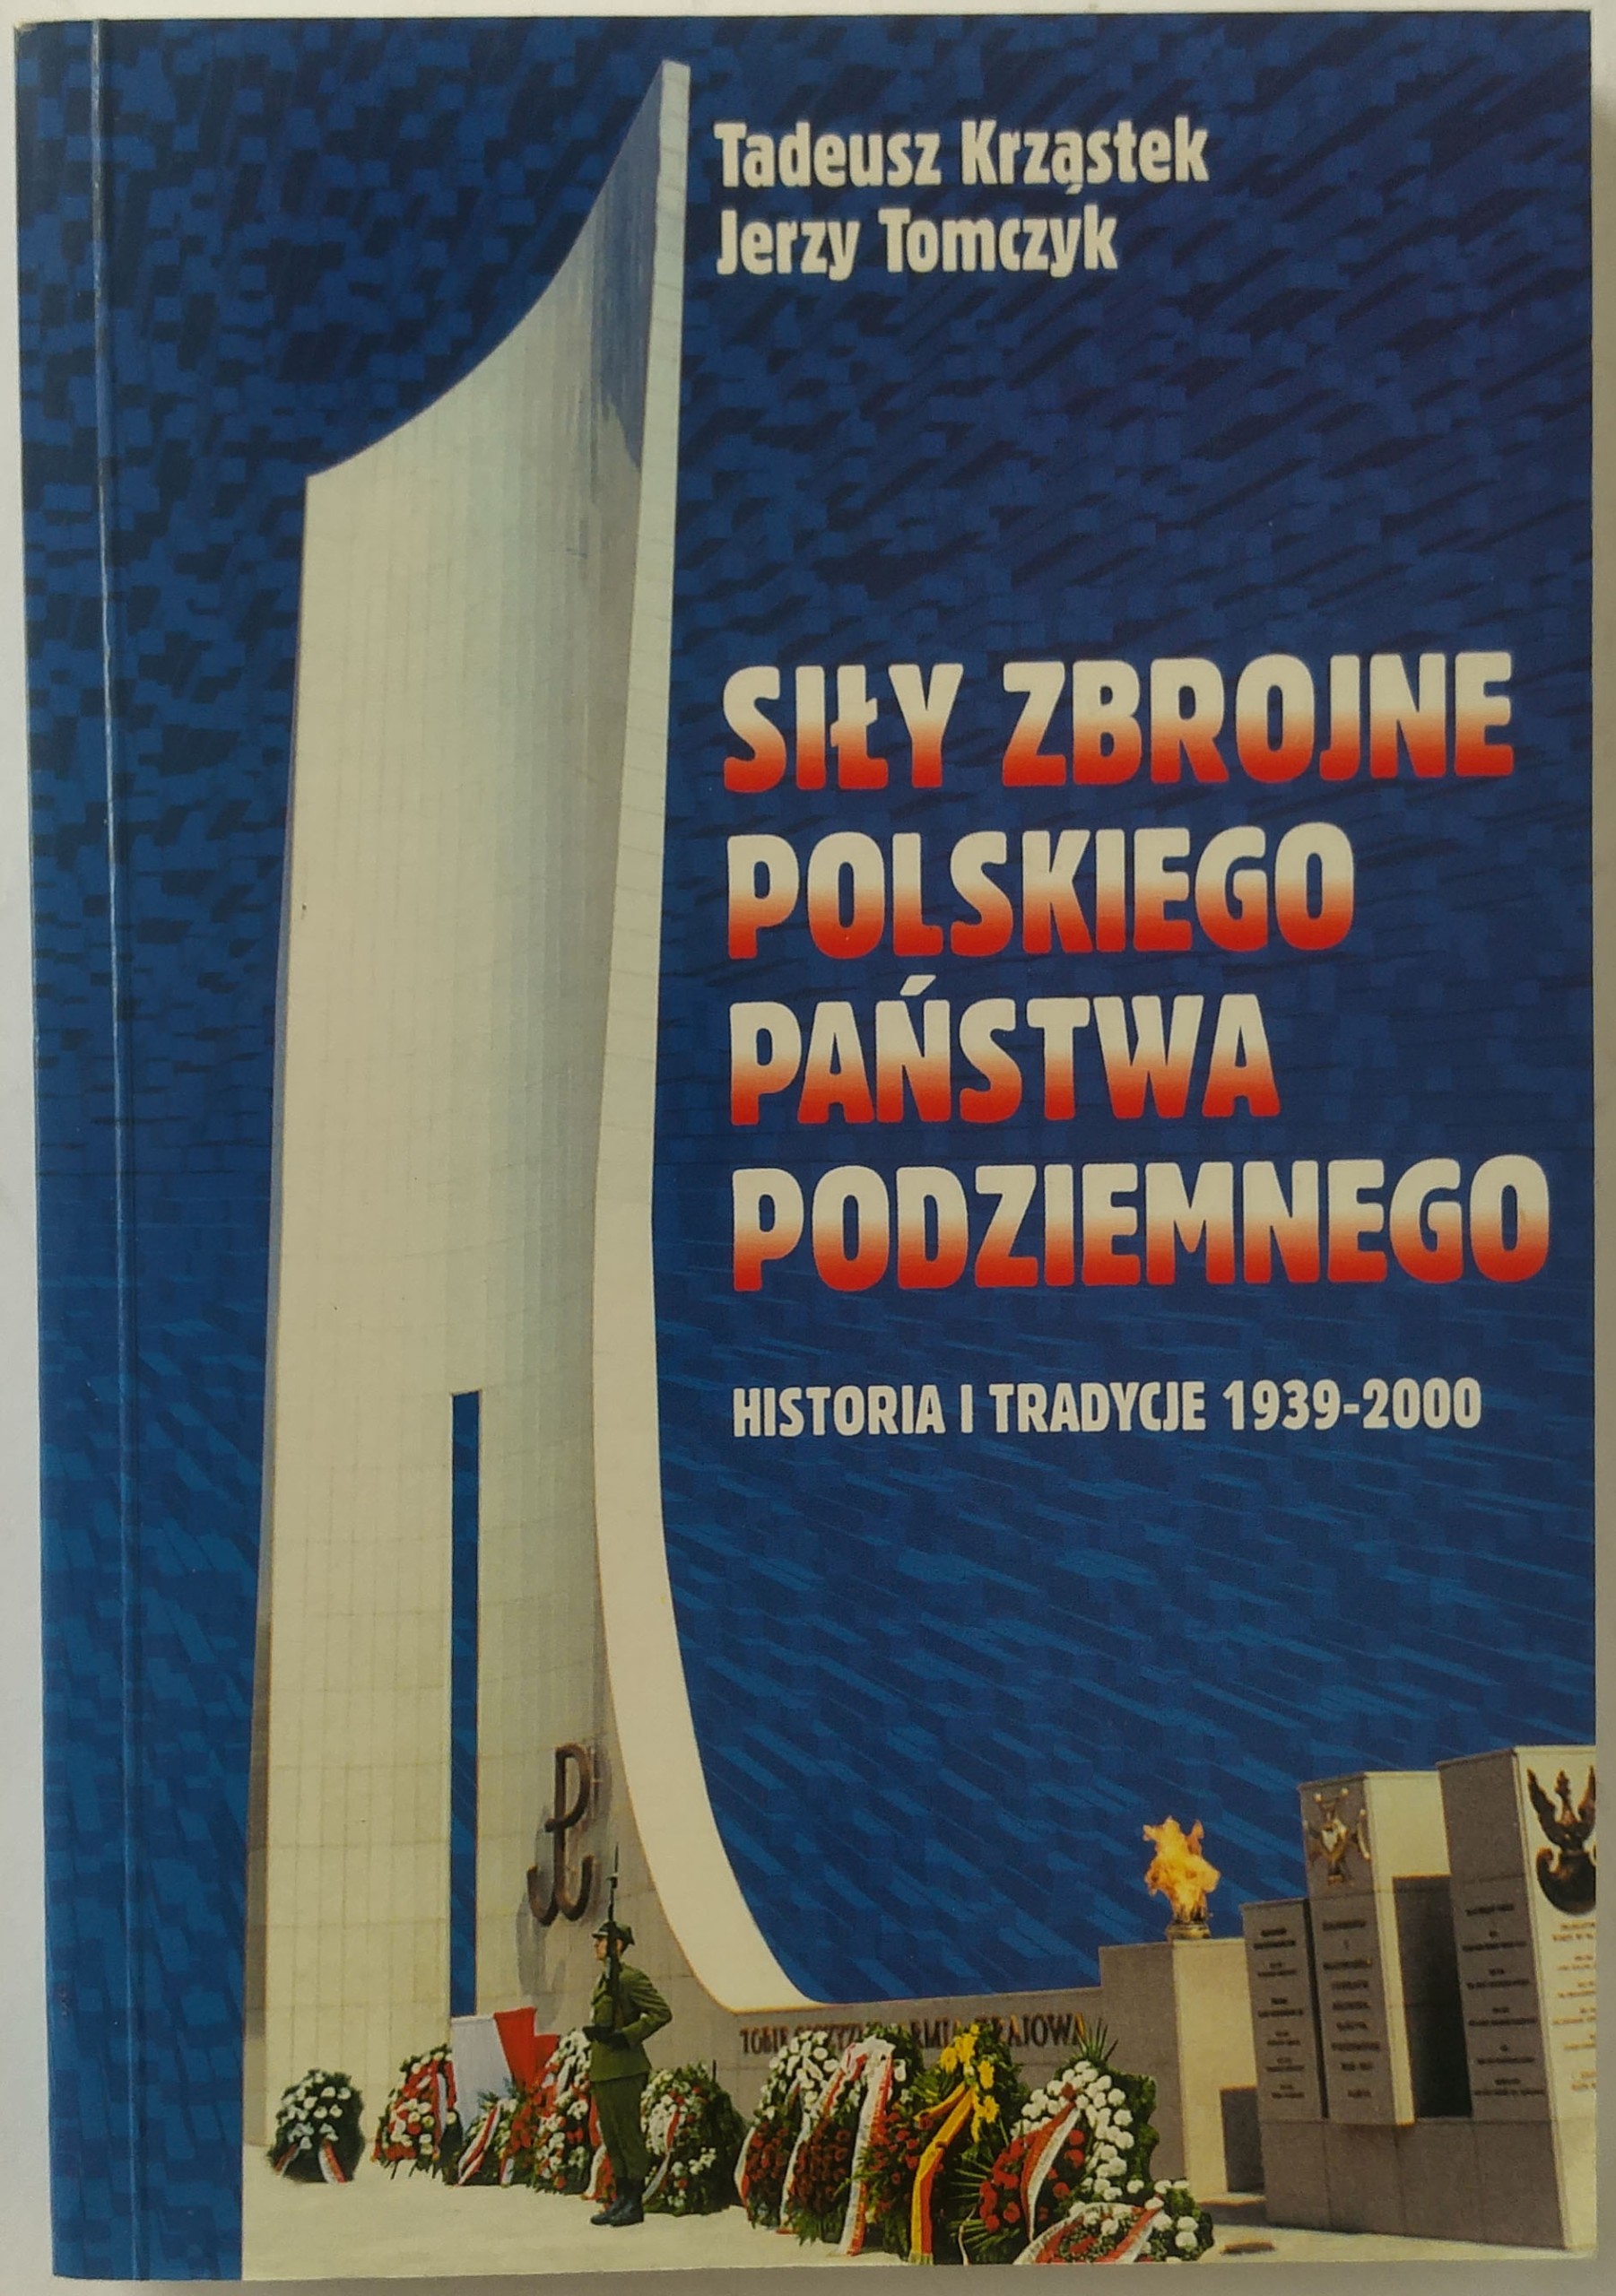 Tadeusz Krząstek
Jerzy Tomczyk
SIŁY ZBROJNE
POLSKIEGO
PAŃSTWA
PODZIEMNEGO
HISTORIA I TRADYCJE 1939-2000